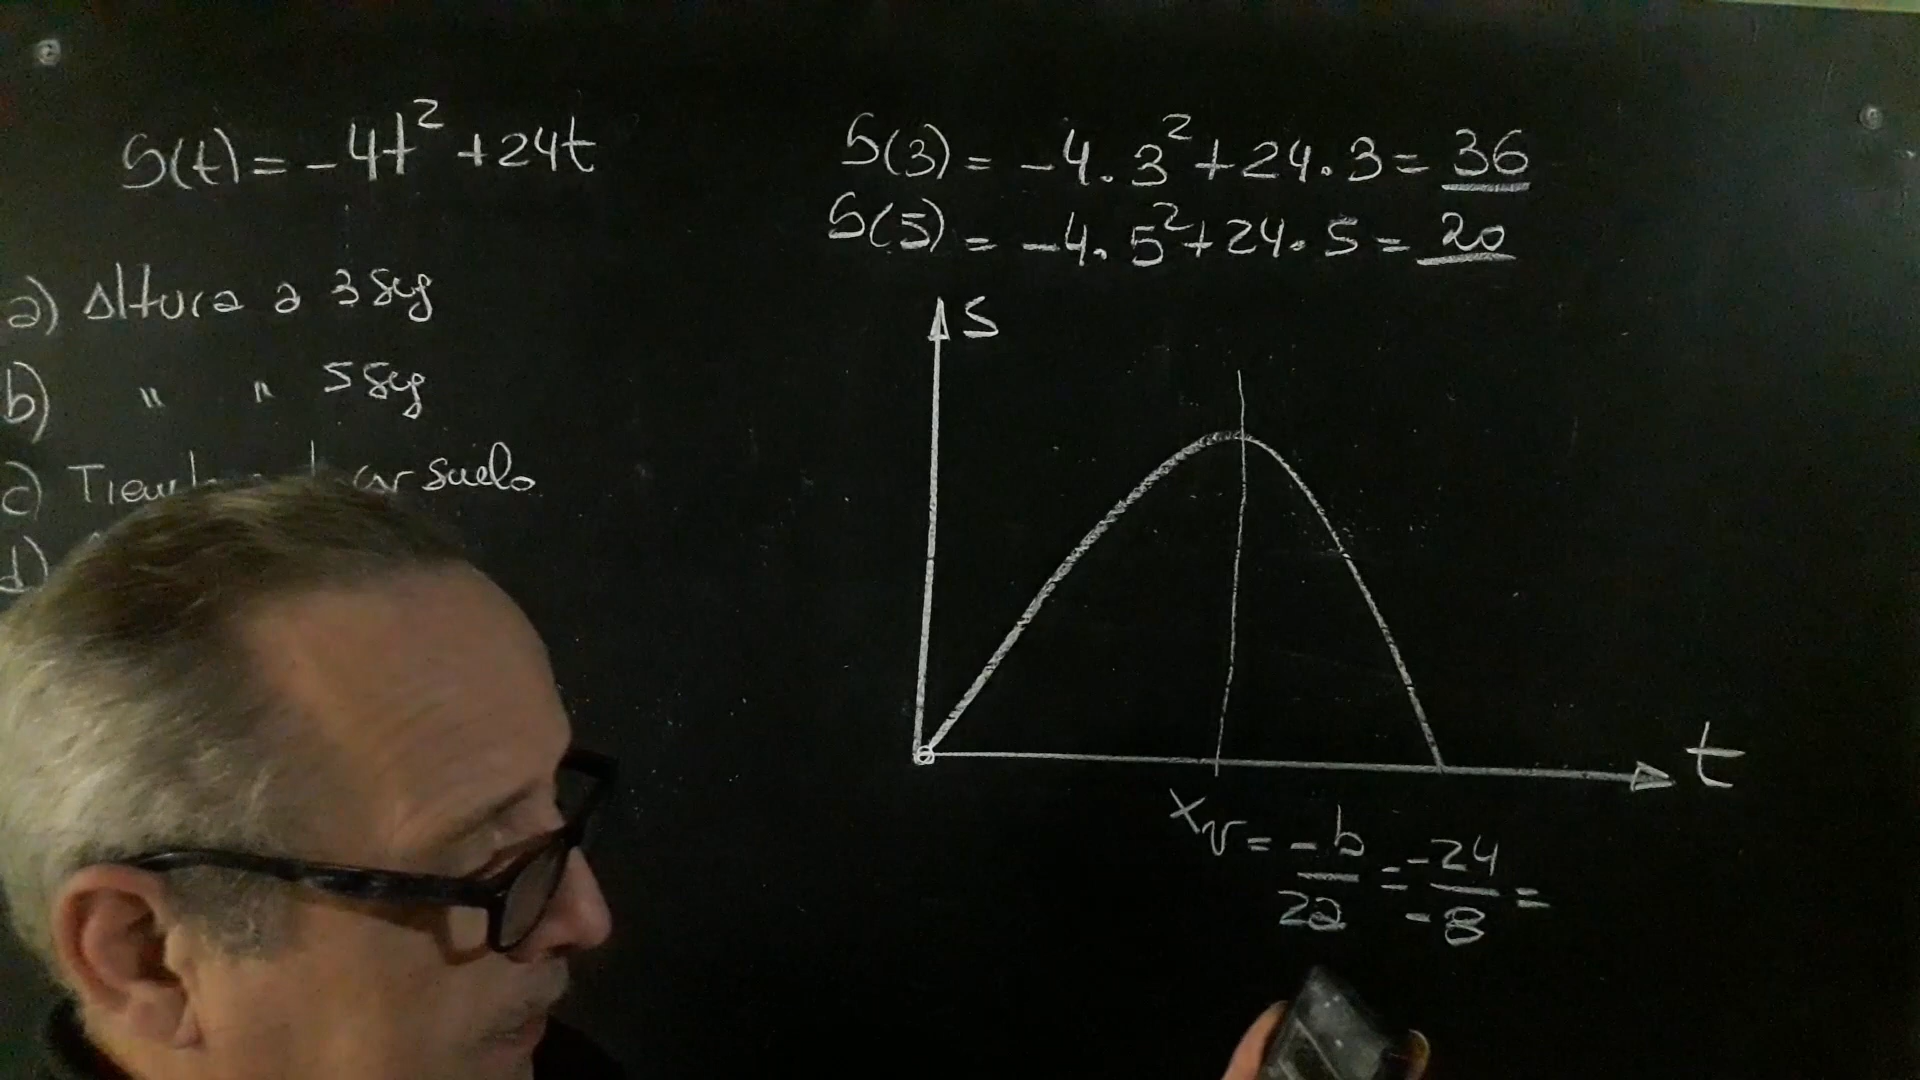 S(t) = -4t² + 24t
a) Altura a 3 Seg
b) " " 5 Seg
c) suelo
d)
S(3) = -4·3² + 24·3 = 36
S(5) = -4·5² + 24·5 = 20
S
t
Xv = -b/2a = -24/-8 =